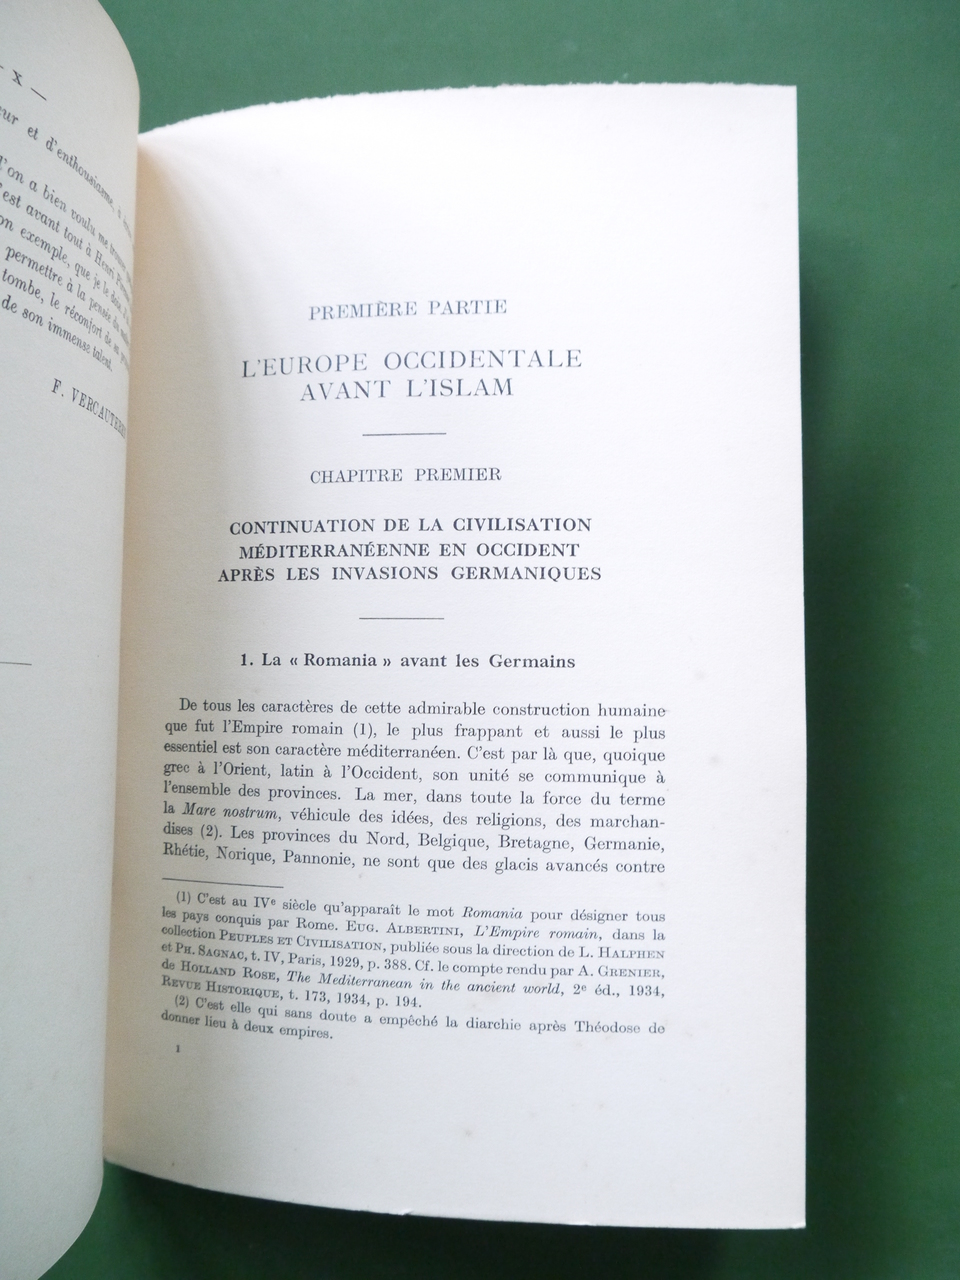 — X —
et d'enthousiasme, à
l'on a bien voulu me
c'est avant tout à Henri
exemple, que je le dois
permettre à la pensée du
tombe, le réconfort de sa
de son immense talent.
F. VERCAUTEREN
PREMIÈRE PARTIE
L'EUROPE OCCIDENTALE
AVANT L'ISLAM
CHAPITRE PREMIER
CONTINUATION DE LA CIVILISATION
MÉDITERRANÉENNE EN OCCIDENT
APRÈS LES INVASIONS GERMANIQUES
1. La « Romania » avant les Germains
De tous les caractères de cette admirable construction humaine
que fut l'Empire romain (1), le plus frappant et aussi le plus
essentiel est son caractère méditerranéen. C'est par là que, quoique
grec à l'Orient, latin à l'Occident, son unité se communique à
l'ensemble des provinces. La mer, dans toute la force du terme
la Mare nostrum, véhicule des idées, des religions, des marchan-
dises (2). Les provinces du Nord, Belgique, Bretagne, Germanie,
Rhétie, Norique, Pannonie, ne sont que des glacis avancés contre
(1) C'est au IVe siècle qu'apparaît le mot Romania pour désigner tous
les pays conquis par Rome. EUG. ALBERTINI, L'Empire romain, dans la
collection PEUPLES ET CIVILISATION, publiée sous la direction de L. HALPHEN
et PH. SAGNAC, t. IV, Paris, 1929, p. 388. Cf. le compte rendu par A. GRENIER,
de HOLLAND ROSE, The Mediterranean in the ancient world, 2e éd., 1934,
REVUE HISTORIQUE, t. 173, 1934, p. 194.
(2) C'est elle qui sans doute a empêché la diarchie après Théodose de
donner lieu à deux empires.
1